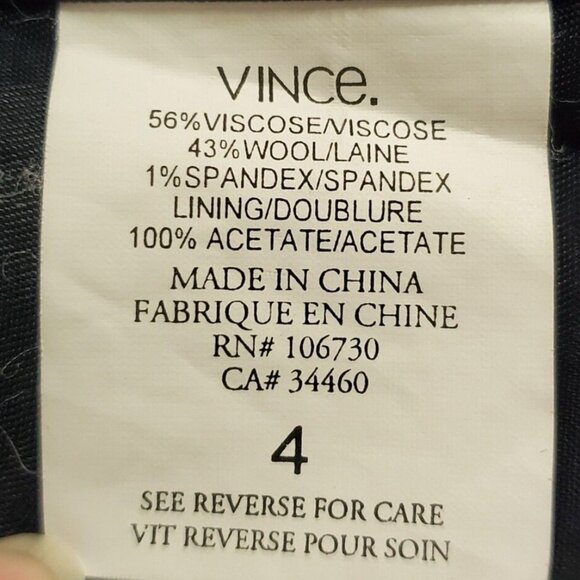 VINCE.
56%VISCOSE/VISCOSE
43%WOOL/LAINE
1%SPANDEX/SPANDEX
LINING/DOUBLURE
100% ACETATE/ACETATE
MADE IN CHINA
FABRIQUE EN CHINE
RN# 106730
CA# 34460
4
SEE REVERSE FOR CARE
VIT REVERSE POUR SOIN